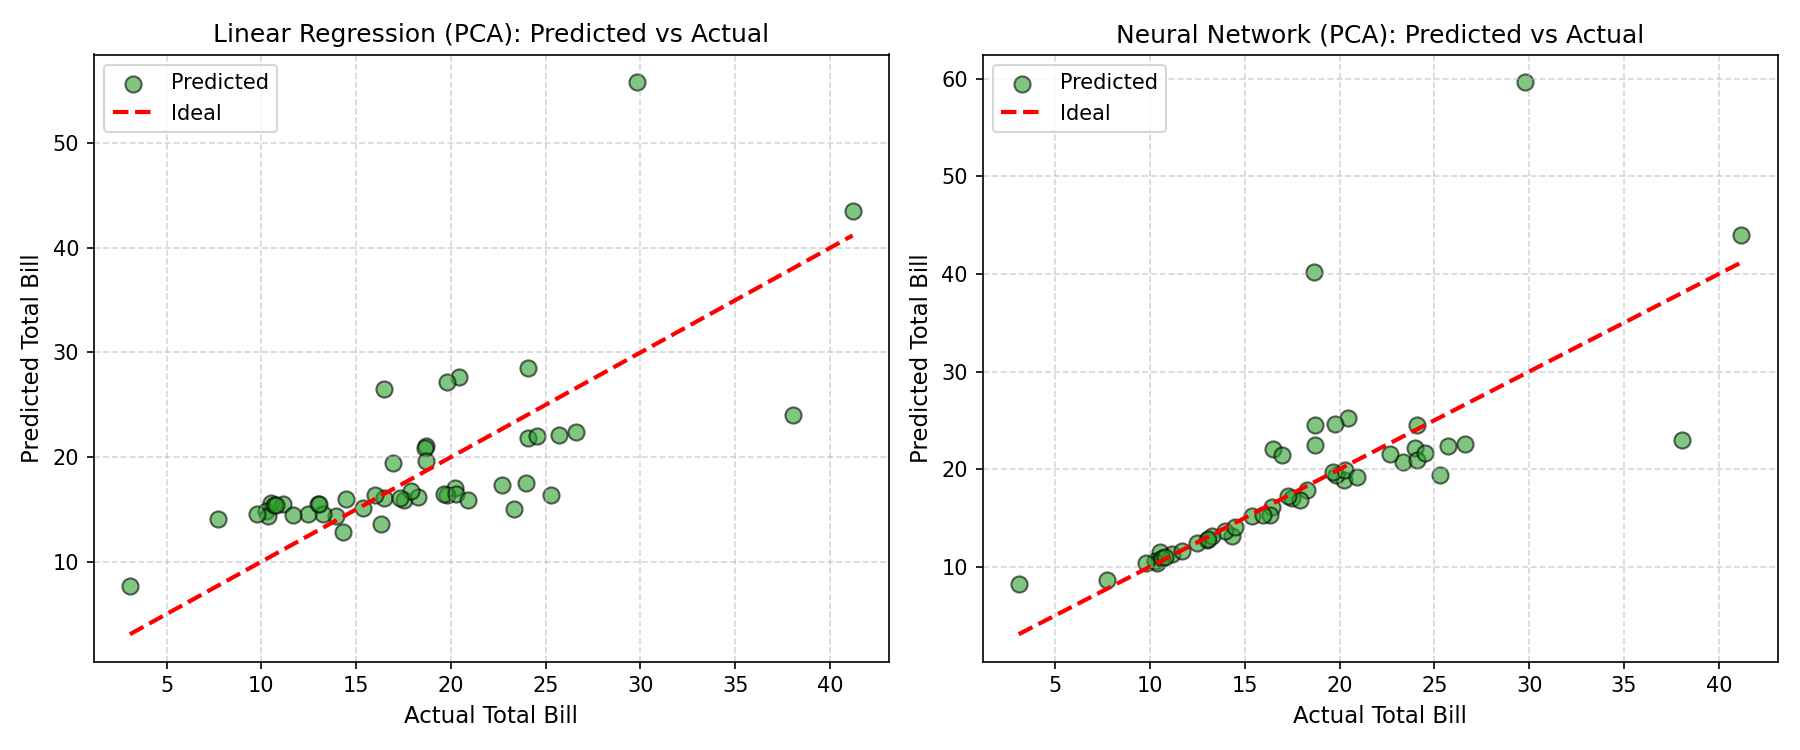 Linear Regression (PCA): Predicted vs Actual
Predicted
Ideal
50
40
30
20
10
Predicted Total Bill
5 10 15 20 25 30 35 40
Actual Total Bill
Neural Network (PCA): Predicted vs Actual
Predicted
Ideal
60
50
40
30
20
10
Predicted Total Bill
5 10 15 20 25 30 35 40
Actual Total Bill